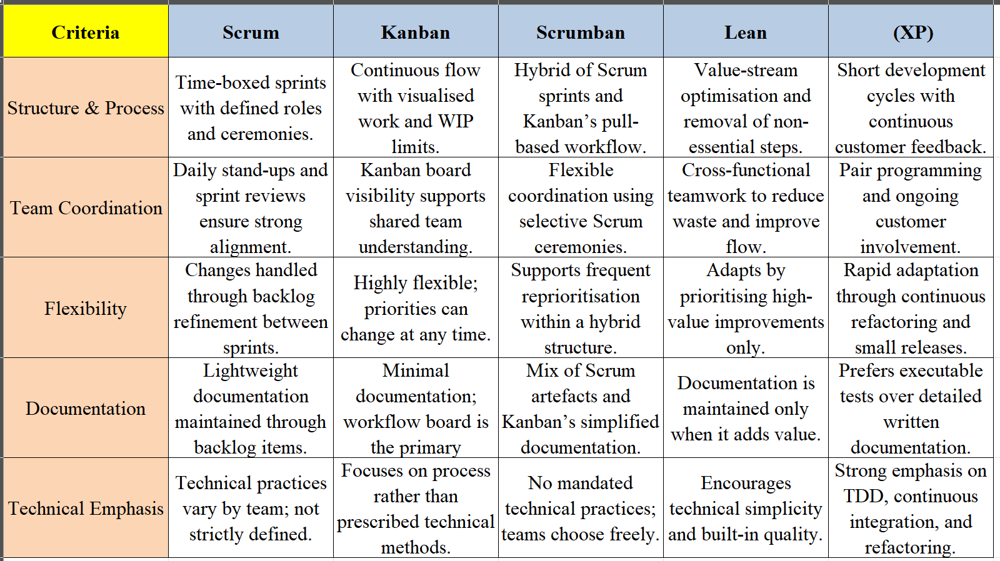 Criteria
Scrum
Kanban
Scrumban
Lean
(XP)
Structure & Process
Time-boxed sprints
with defined roles
and ceremonies.
Continuous flow
with visualised
work and WIP
limits.
Hybrid of Scrum
sprints and
Kanban’s pull-
based workflow.
Value-stream
optimisation and
removal of non-
essential steps.
Short development
cycles with
continuous
customer feedback.
Team Coordination
Daily stand-ups and
sprint reviews
ensure strong
alignment.
Kanban board
visibility supports
shared team
understanding.
Flexible
coordination using
selective Scrum
ceremonies.
Cross-functional
teamwork to reduce
waste and improve
flow.
Pair programming
and ongoing
customer
involvement.
Flexibility
Changes handled
through backlog
refinement between
sprints.
Highly flexible;
priorities can
change at any time.
Supports frequent
reprioritisation
within a hybrid
structure.
Adapts by
prioritising high-
value improvements
only.
Rapid adaptation
through continuous
refactoring and
small releases.
Documentation
Lightweight
documentation
maintained through
backlog items.
Minimal
documentation;
workflow board is
the primary
Mix of Scrum
artefacts and
Kanban’s simplified
documentation.
Documentation is
maintained only
when it adds value.
Prefers executable
tests over detailed
written
documentation.
Technical Emphasis
Technical practices
vary by team; not
strictly defined.
Focuses on process
rather than
prescribed technical
methods.
No mandated
technical practices;
teams choose freely.
Encourages
technical simplicity
and built-in quality.
Strong emphasis on
TDD, continuous
integration, and
refactoring.